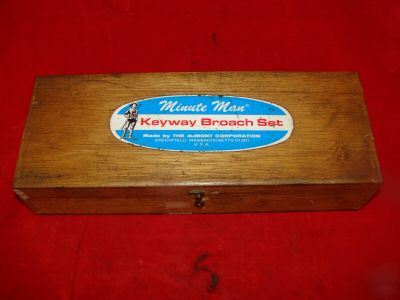 Minute Man®
Keyway Broach Set
Made by THE duMONT CORPORATION
GREENFIELD, MASSACHUSETTS 01301
U.S.A.